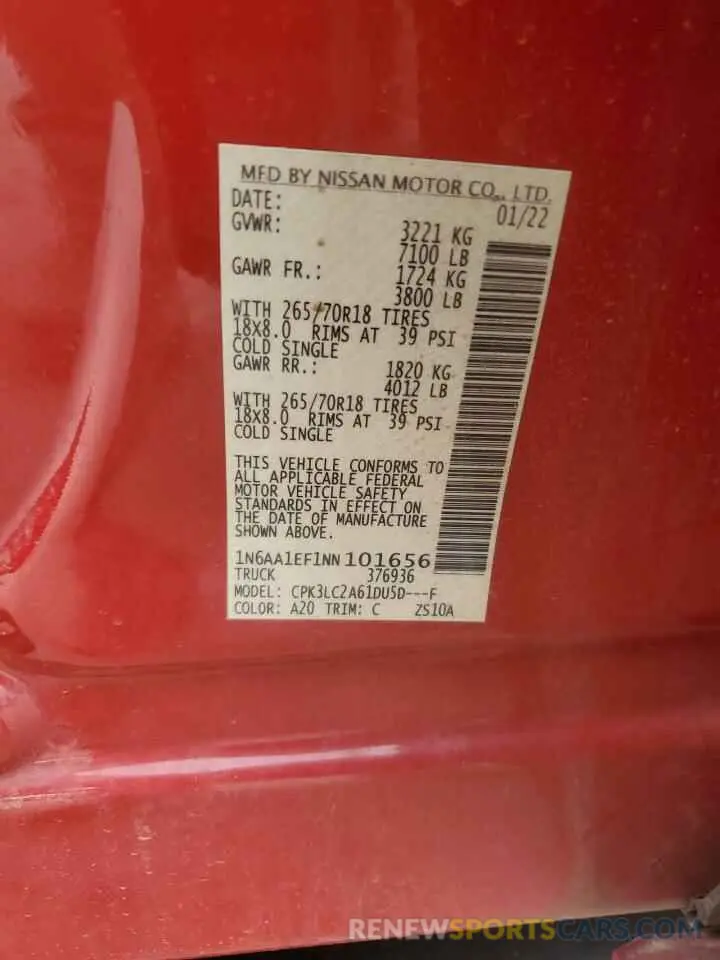 MFD BY NISSAN MOTOR CO., LTD.
DATE: 01/22
GVWR: 3221 KG
7100 LB
GAWR FR.: 1724 KG
3800 LB
WITH 265/70R18 TIRES
18X8.0 RIMS AT 39 PSI
COLD SINGLE
GAWR RR.: 1820 KG
4012 LB
WITH 265/70R18 TIRES
18X8.0 RIMS AT 39 PSI
COLD SINGLE
THIS VEHICLE CONFORMS TO
ALL APPLICABLE FEDERAL
MOTOR VEHICLE SAFETY
STANDARDS IN EFFECT ON
THE DATE OF MANUFACTURE
SHOWN ABOVE.
1N6AA1EF1NN101656
TRUCK 376936
MODEL: CPK3LC2A61DU5D---F
COLOR: A20 TRIM: C ZS10A
RENEWSPORTSCARS.COM